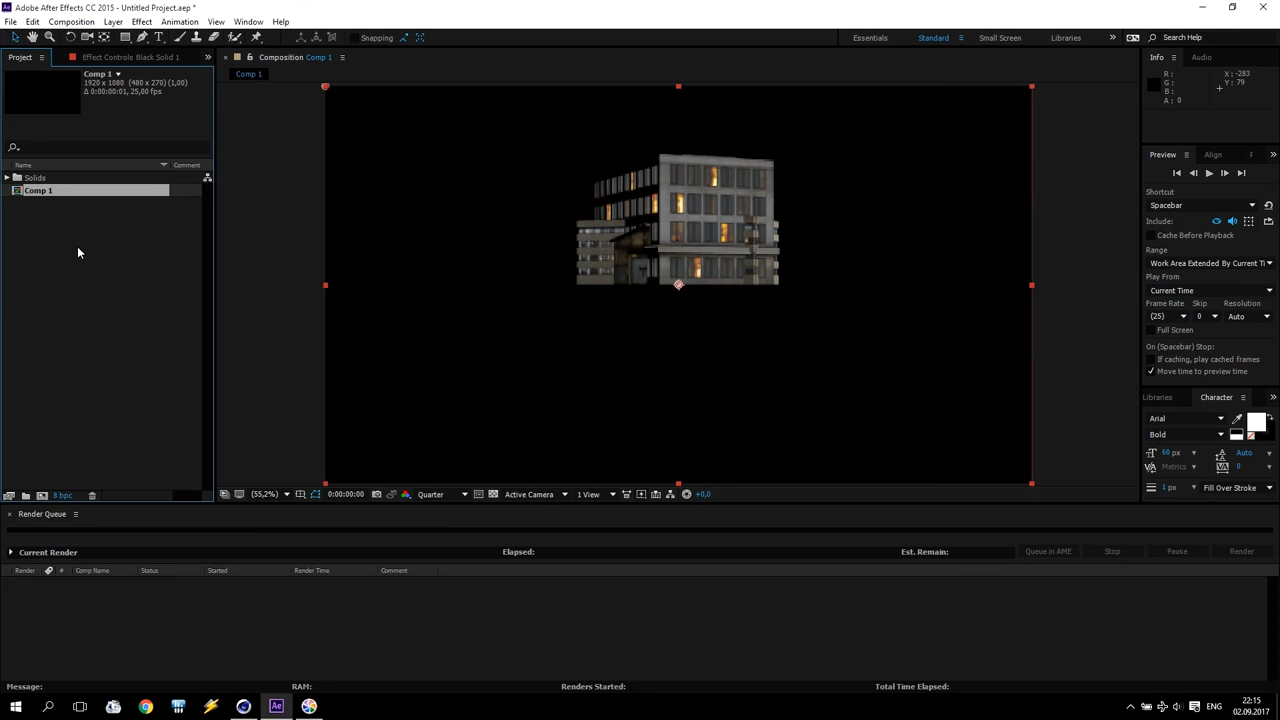 Adobe After Effects CC 2015 - Untitled Project.aep *
File Edit Composition Layer Effect Animation View Window Help
Snapping Essentials Standard Small Screen Libraries Search Help
Project Effect Controls Black Solid 1 Composition Comp 1 Info Audio
Comp 1
1920 x 1080 (480 x 270) (1,00)
Δ 0:00:00:01, 25,00 fps
Comp 1
R :
G :
B :
A : 0
X : -283
Y : 79
Name Comment
Solids
Comp 1
Preview Align F
Shortcut
Spacebar
Include:
Cache Before Playback
Range
Work Area Extended By Current Ti
Play From
Current Time
Frame Rate Skip Resolution
(25) 0 Auto
Full Screen
On (Spacebar) Stop:
If caching, play cached frames
Move time to preview time
Libraries Character
Arial
Bold
60 px Auto
Metrics 0
1 px Fill Over Stroke
8 bpc (55,2%) 0:00:00:00 Quarter Active Camera 1 View +0,0
Render Queue
Current Render Elapsed: Est. Remain: Queue in AME Stop Pause Render
Render # Comp Name Status Started Render Time Comment
Message: RAM: Renders Started: Total Time Elapsed:
Ae ENG
22:15
02.09.2017